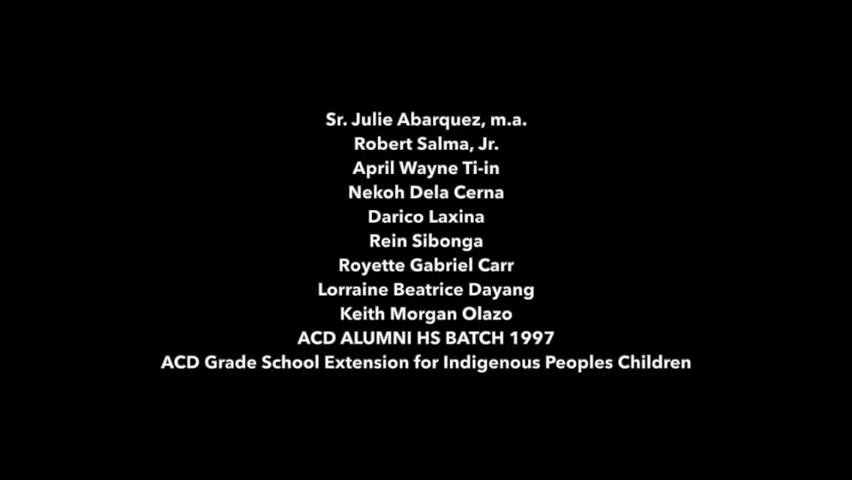 Sr. Julie Abarquez, m.a.
Robert Salma, Jr.
April Wayne Ti-in
Nekoh Dela Cerna
Darico Laxina
Rein Sibonga
Royette Gabriel Carr
Lorraine Beatrice Dayang
Keith Morgan Olazo
ACD ALUMNI HS BATCH 1997
ACD Grade School Extension for Indigenous Peoples Children